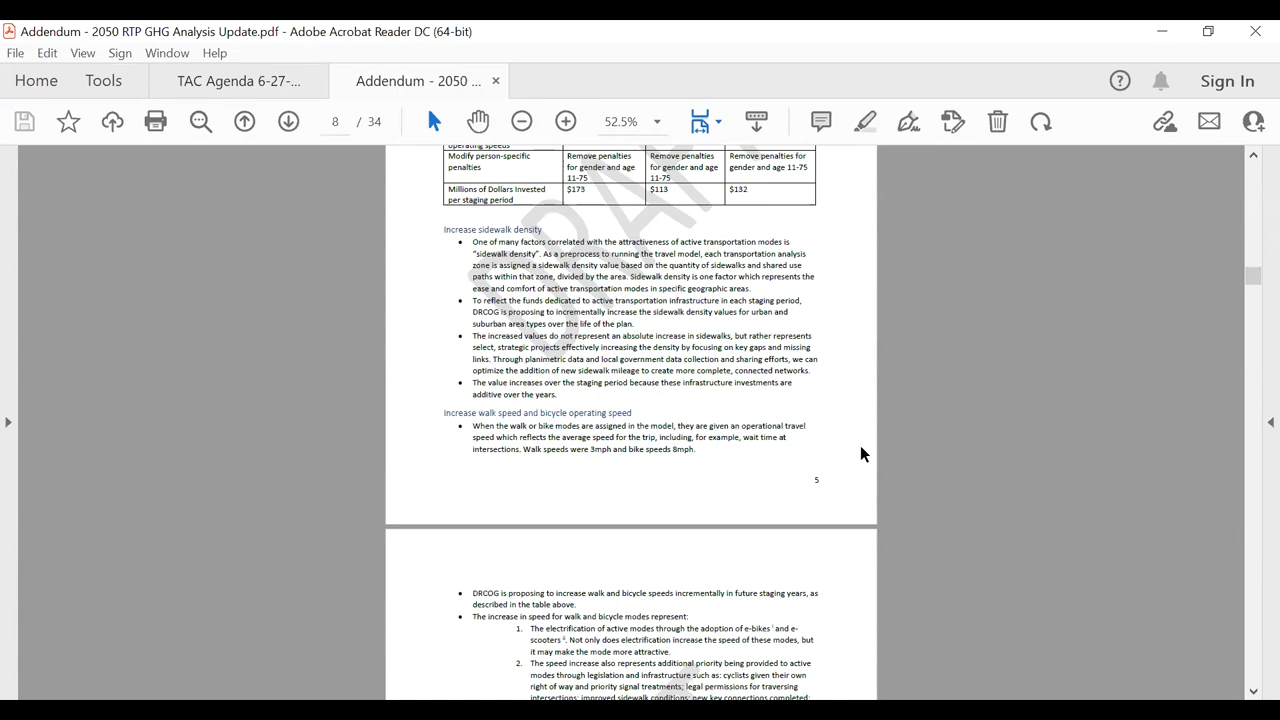 Addendum - 2050 RTP GHG Analysis Update.pdf - Adobe Acrobat Reader DC (64-bit)
File Edit View Sign Window Help
Home Tools TAC Agenda 6-27-... Addendum - 2050 ... × Sign In
8 / 34 52.5%
operating speeds
Modify person-specific penalties Remove penalties for gender and age 11-75 Remove penalties for gender and age 11-75 Remove penalties for gender and age 11-75
Millions of Dollars Invested per staging period $173 $113 $132
DRAFT
Increase sidewalk density
• One of many factors correlated with the attractiveness of active transportation modes is
"sidewalk density". As a preprocess to running the travel model, each transportation analysis
zone is assigned a sidewalk density value based on the quantity of sidewalks and shared use
paths within that zone, divided by the area. Sidewalk density is one factor which represents the
ease and comfort of active transportation modes in specific geographic areas.
• To reflect the funds dedicated to active transportation infrastructure in each staging period,
DRCOG is proposing to incrementally increase the sidewalk density values for urban and
suburban area types over the life of the plan.
• The increased values do not represent an absolute increase in sidewalks, but rather represents
select, strategic projects effectively increasing the density by focusing on key gaps and missing
links. Through planimetric data and local government data collection and sharing efforts, we can
optimize the addition of new sidewalk mileage to create more complete, connected networks.
• The value increases over the staging period because these infrastructure investments are
additive over the years.
Increase walk speed and bicycle operating speed
• When the walk or bike modes are assigned in the model, they are given an operational travel
speed which reflects the average speed for the trip, including, for example, wait time at
intersections. Walk speeds were 3mph and bike speeds 8mph.
5
• DRCOG is proposing to increase walk and bicycle speeds incrementally in future staging years, as
described in the table above.
• The increase in speed for walk and bicycle modes represent:
1. The electrification of active modes through the adoption of e-bikes i and e-
scooters ii. Not only does electrification increase the speed of these modes, but
it may make the mode more attractive.
2. The speed increase also represents additional priority being provided to active
modes through legislation and infrastructure such as: cyclists given their own
right of way and priority signal treatments; legal permissions for traversing
intersections; improved sidewalk conditions; new key connections completed;